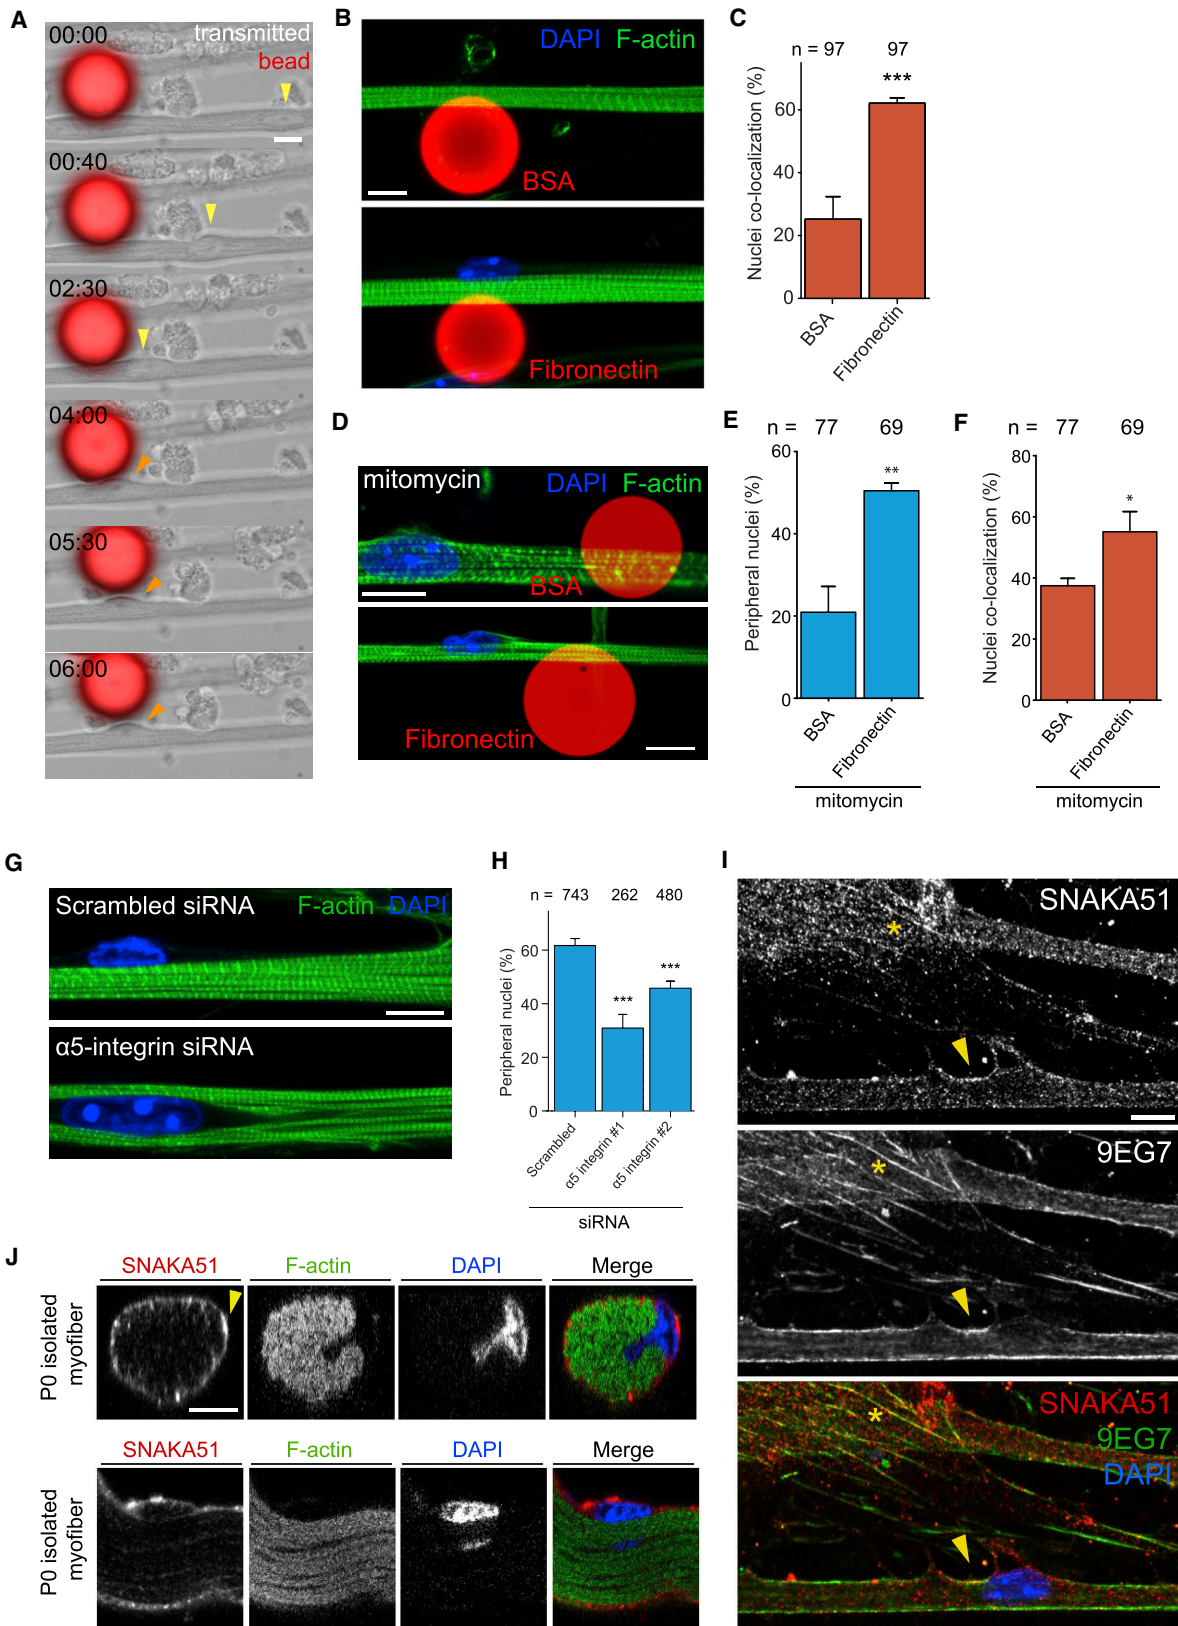 A
00:00
transmitted
bead
00:40
02:30
04:00
05:30
06:00
B
DAPI F-actin
BSA
Fibronectin
C
n = 97 97
***
Nuclei co-localization (%)
60
40
20
0
BSA
Fibronectin
D
mitomycin
DAPI F-actin
BSA
Fibronectin
E
n = 77 69
**
Peripheral nuclei (%)
60
40
20
0
BSA
Fibronectin
mitomycin
F
n = 77 69
*
Nuclei co-localization (%)
80
60
40
20
0
BSA
Fibronectin
mitomycin
G
Scrambled siRNA F-actin DAPI
α5-integrin siRNA
H
n = 743 262 480
***
***
Peripheral nuclei (%)
60
40
20
0
Scrambled
α5 integrin #1
α5 integrin #2
siRNA
I
SNAKA51
*
9EG7
*
SNAKA51
9EG7
DAPI
*
J
SNAKA51 F-actin DAPI Merge
P0 isolated
myofiber
SNAKA51 F-actin DAPI Merge
P0 isolated
myofiber